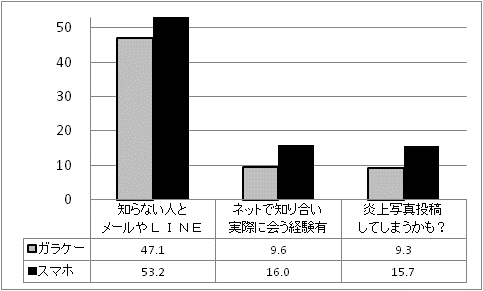 50
40
30
20
10
0
知らない人と
メールやＬＩＮＥ
ネットで知り合い
実際に会う経験有
炎上写真投稿
してしまうかも？
ガラケー 47.1 9.6 9.3
スマホ 53.2 16.0 15.7